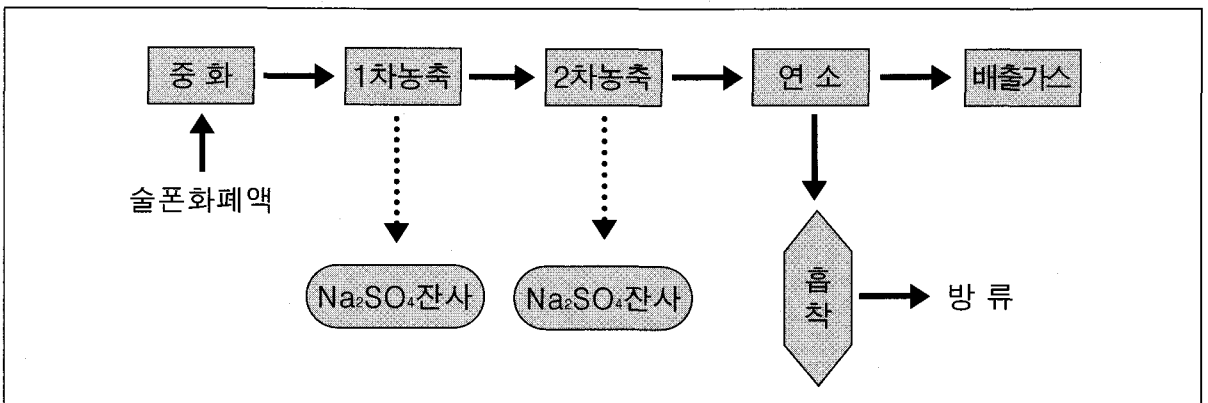 중 화
1차농축
2차농축
연 소
배출가스
술폰화폐액
Na₂SO₄잔사
Na₂SO₄잔사
흡
착
방 류